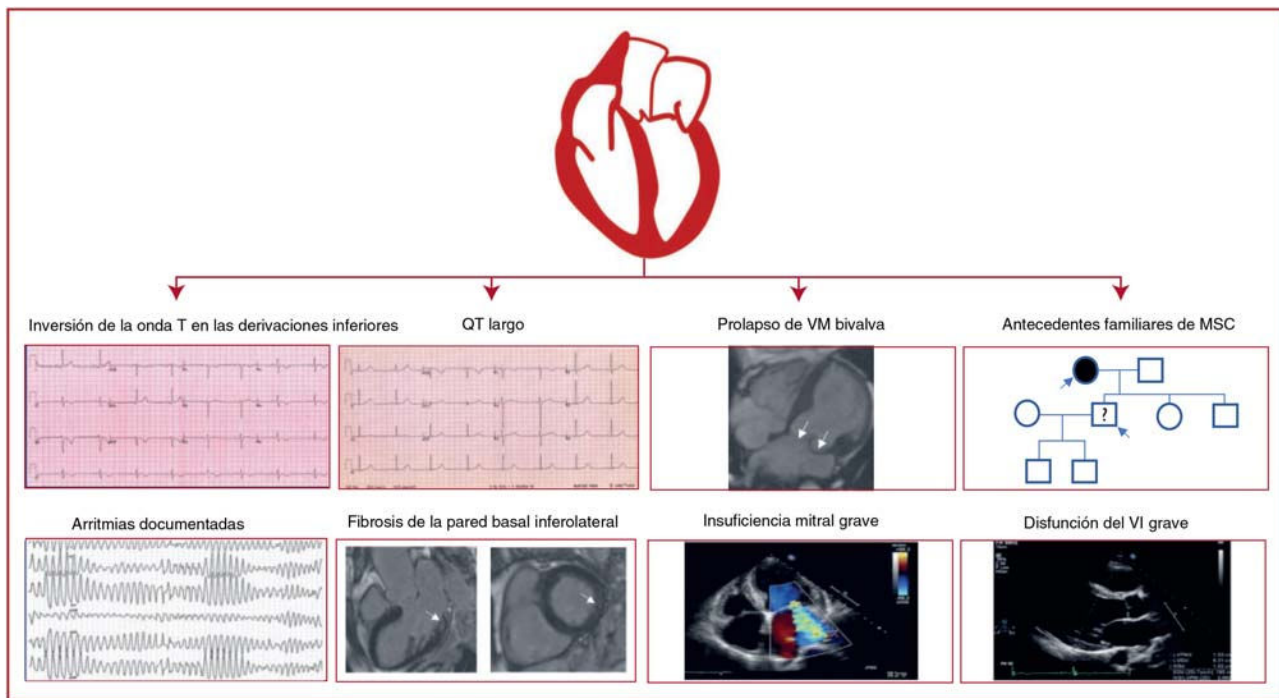 Inversión de la onda T en las derivaciones inferiores
QT largo
Prolapso de VM bivalva
Antecedentes familiares de MSC
?
Arritmias documentadas
Fibrosis de la pared basal inferolateral
Insuficiencia mitral grave
Disfunción del VI grave